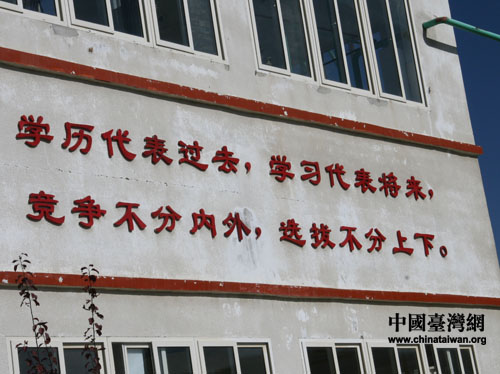 学历代表过去，学习代表将来，
竞争不分内外，选拔不分上下。
中國臺灣網
www.chinataiwan.org